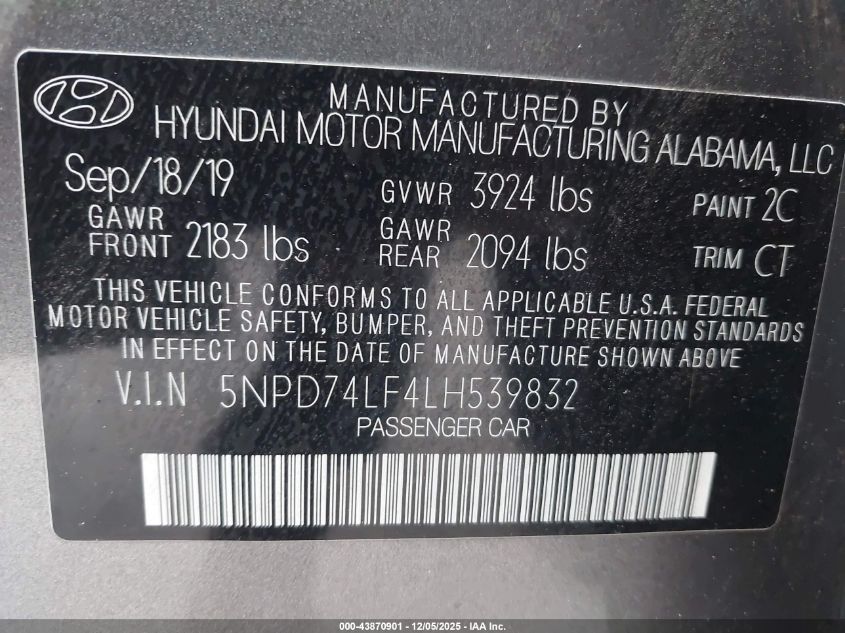 MANUFACTURED BY
HYUNDAI MOTOR MANUFACTURING ALABAMA, LLC
Sep/18/19 GVWR 3924 lbs PAINT 2C
GAWR FRONT 2183 lbs GAWR REAR 2094 lbs TRIM CT
THIS VEHICLE CONFORMS TO ALL APPLICABLE U.S.A. FEDERAL
MOTOR VEHICLE SAFETY, BUMPER, AND THEFT PREVENTION STANDARDS
IN EFFECT ON THE DATE OF MANUFACTURE SHOWN ABOVE
V.I.N 5NPD74LF4LH539832
PASSENGER CAR
000-43870901 - 12/05/2025 - IAA Inc.